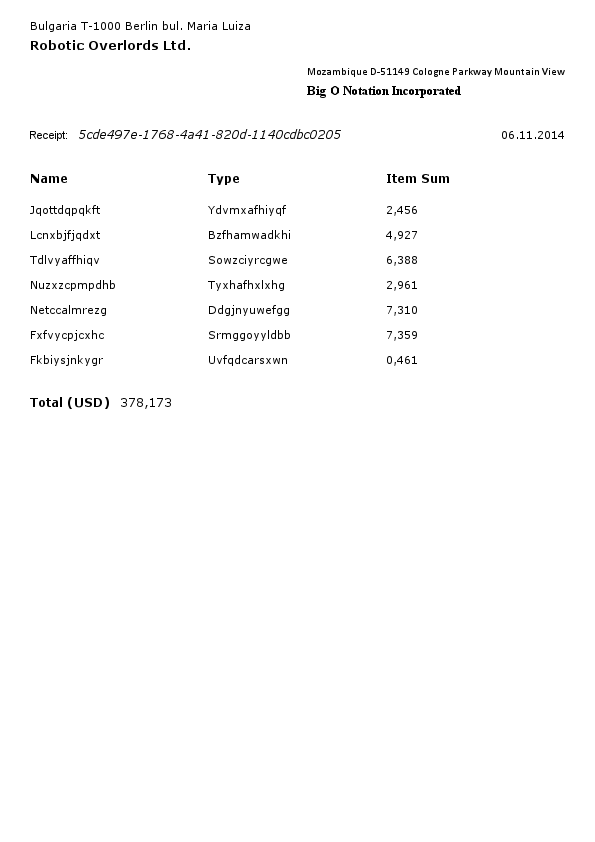 Bulgaria T-1000 Berlin bul. Maria Luiza
Robotic Overlords Ltd.
Mozambique D-51149 Cologne Parkway Mountain View
Big O Notation Incorporated
Receipt: 5cde497e-1768-4a41-820d-1140cdbc0205 06.11.2014
Name Type Item Sum
Jqottdqpqkft Ydvmxafhiyqf 2,456
Lcnxbjfjqdxt Bzfhamwadkhi 4,927
Tdlvyaffhiqv Sowzciyrcgwe 6,388
Nuzxzcpmpdhb Tyxhafhxlxhg 2,961
Netccalmrezg Ddgjnyuwefgg 7,310
Fxfvycpjcxhc Srmggoyyldbb 7,359
Fkbiysjnkygr Uvfqdcarsxwn 0,461
Total (USD) 378,173